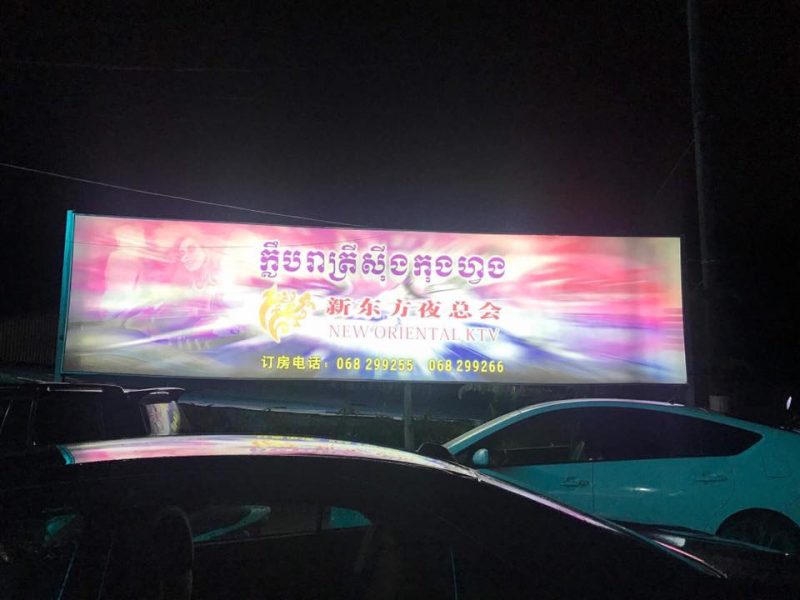 ក្លឹបរាត្រីស៊ីងកុងហ្វង
新东方夜总会
NEW ORIENTAL KTV
订房电话：068 299255 068 299266